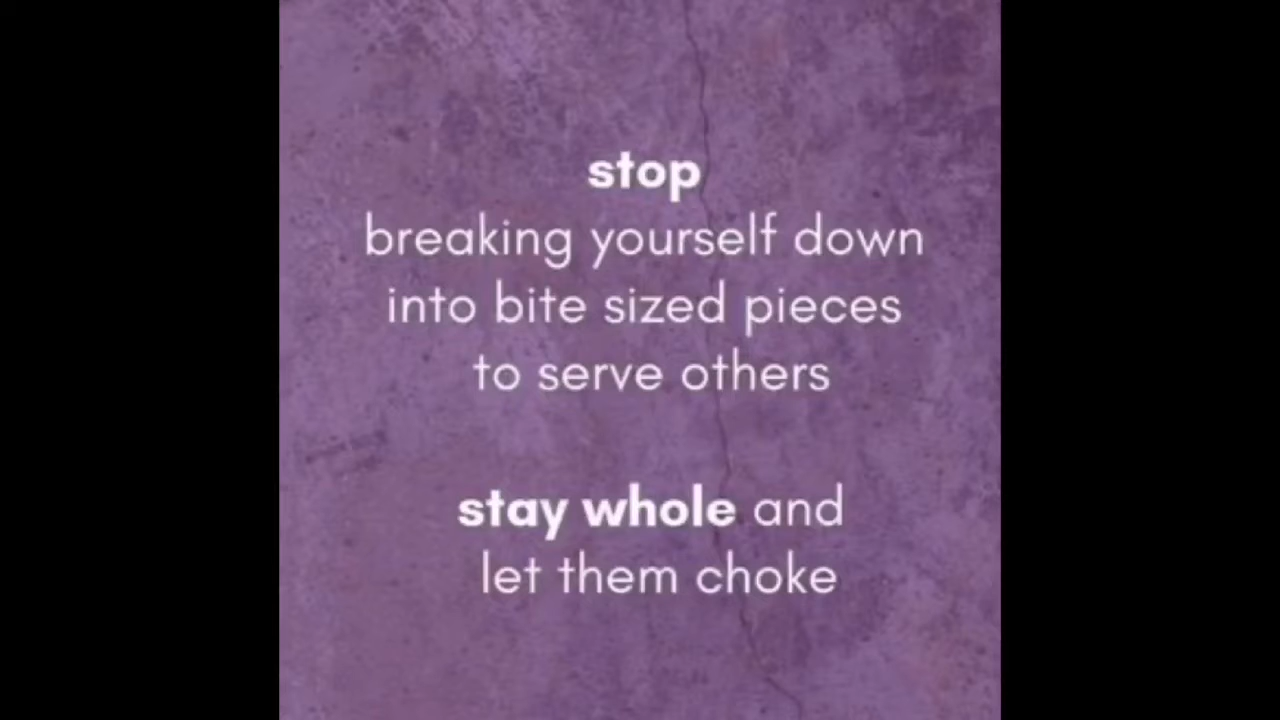 stop
breaking yourself down
into bite sized pieces
to serve others
stay whole and
let them choke